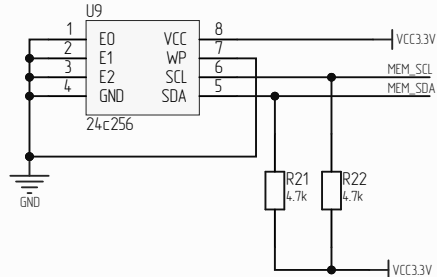 U9
1 E0 VCC 8 VCC3.3V
2 E1 WP 7
3 E2 SCL 6 MEM_SCL
4 GND SDA 5 MEM_SDA
24c256
R21 R22
4.7k 4.7k
GND
VCC3.3V